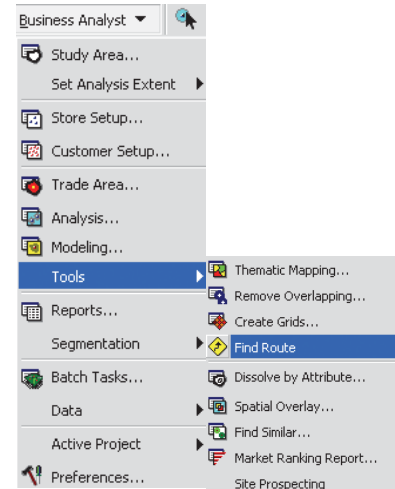 Business Analyst
Study Area...
Set Analysis Extent
Store Setup...
Customer Setup...
Trade Area...
Analysis...
Modeling...
Tools
Reports...
Segmentation
Batch Tasks...
Data
Active Project
Preferences...
Thematic Mapping...
Remove Overlapping...
Create Grids...
Find Route
Dissolve by Attribute...
Spatial Overlay...
Find Similar...
Market Ranking Report...
Site Prospecting